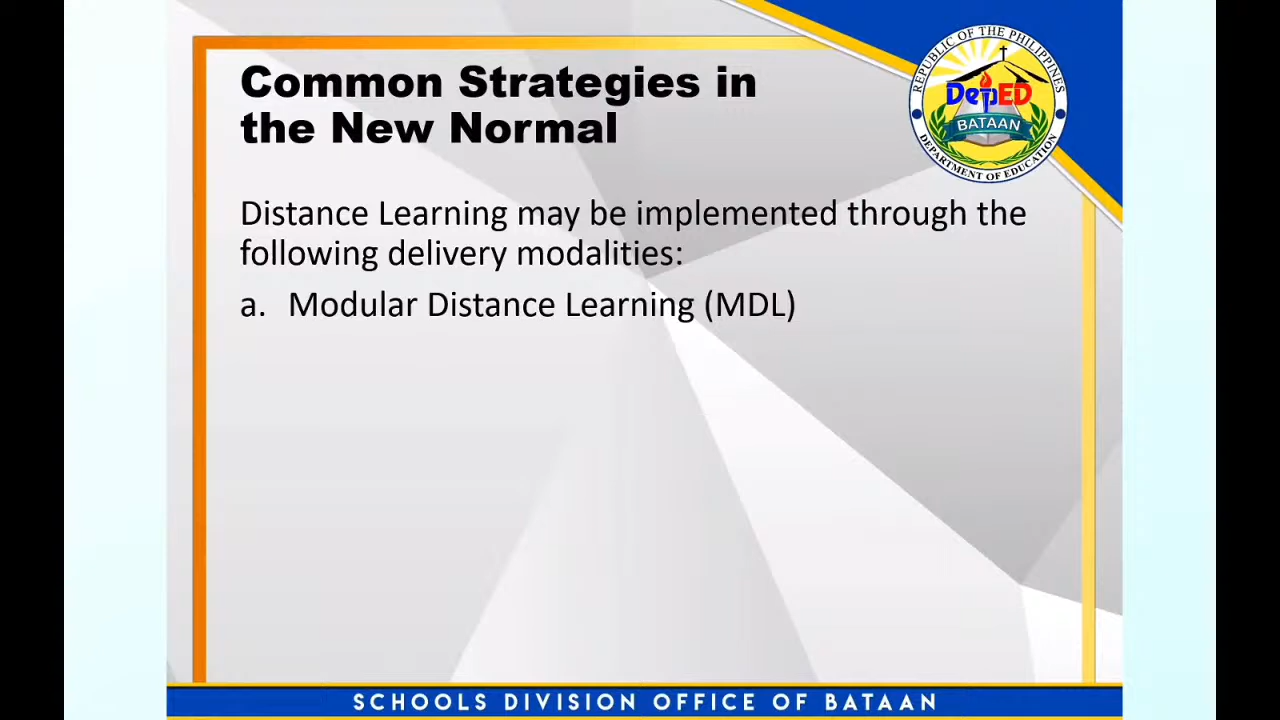 Common Strategies in
the New Normal
REPUBLIC OF THE PHILIPPINES
DepED
BATAAN
DEPARTMENT OF EDUCATION
Distance Learning may be implemented through the
following delivery modalities:
a. Modular Distance Learning (MDL)
SCHOOLS DIVISION OFFICE OF BATAAN